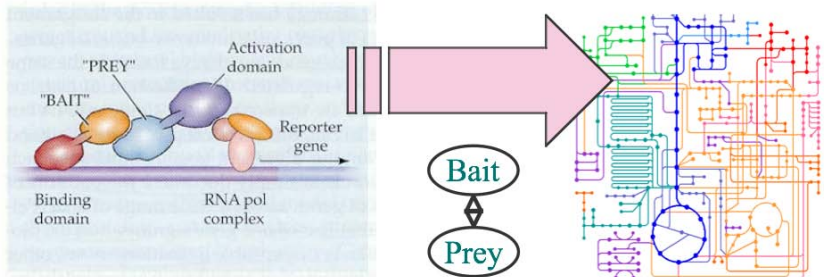 Activation
domain
"PREY"
"BAIT"
Reporter
gene
Binding
domain
RNA pol
complex
Bait
Prey